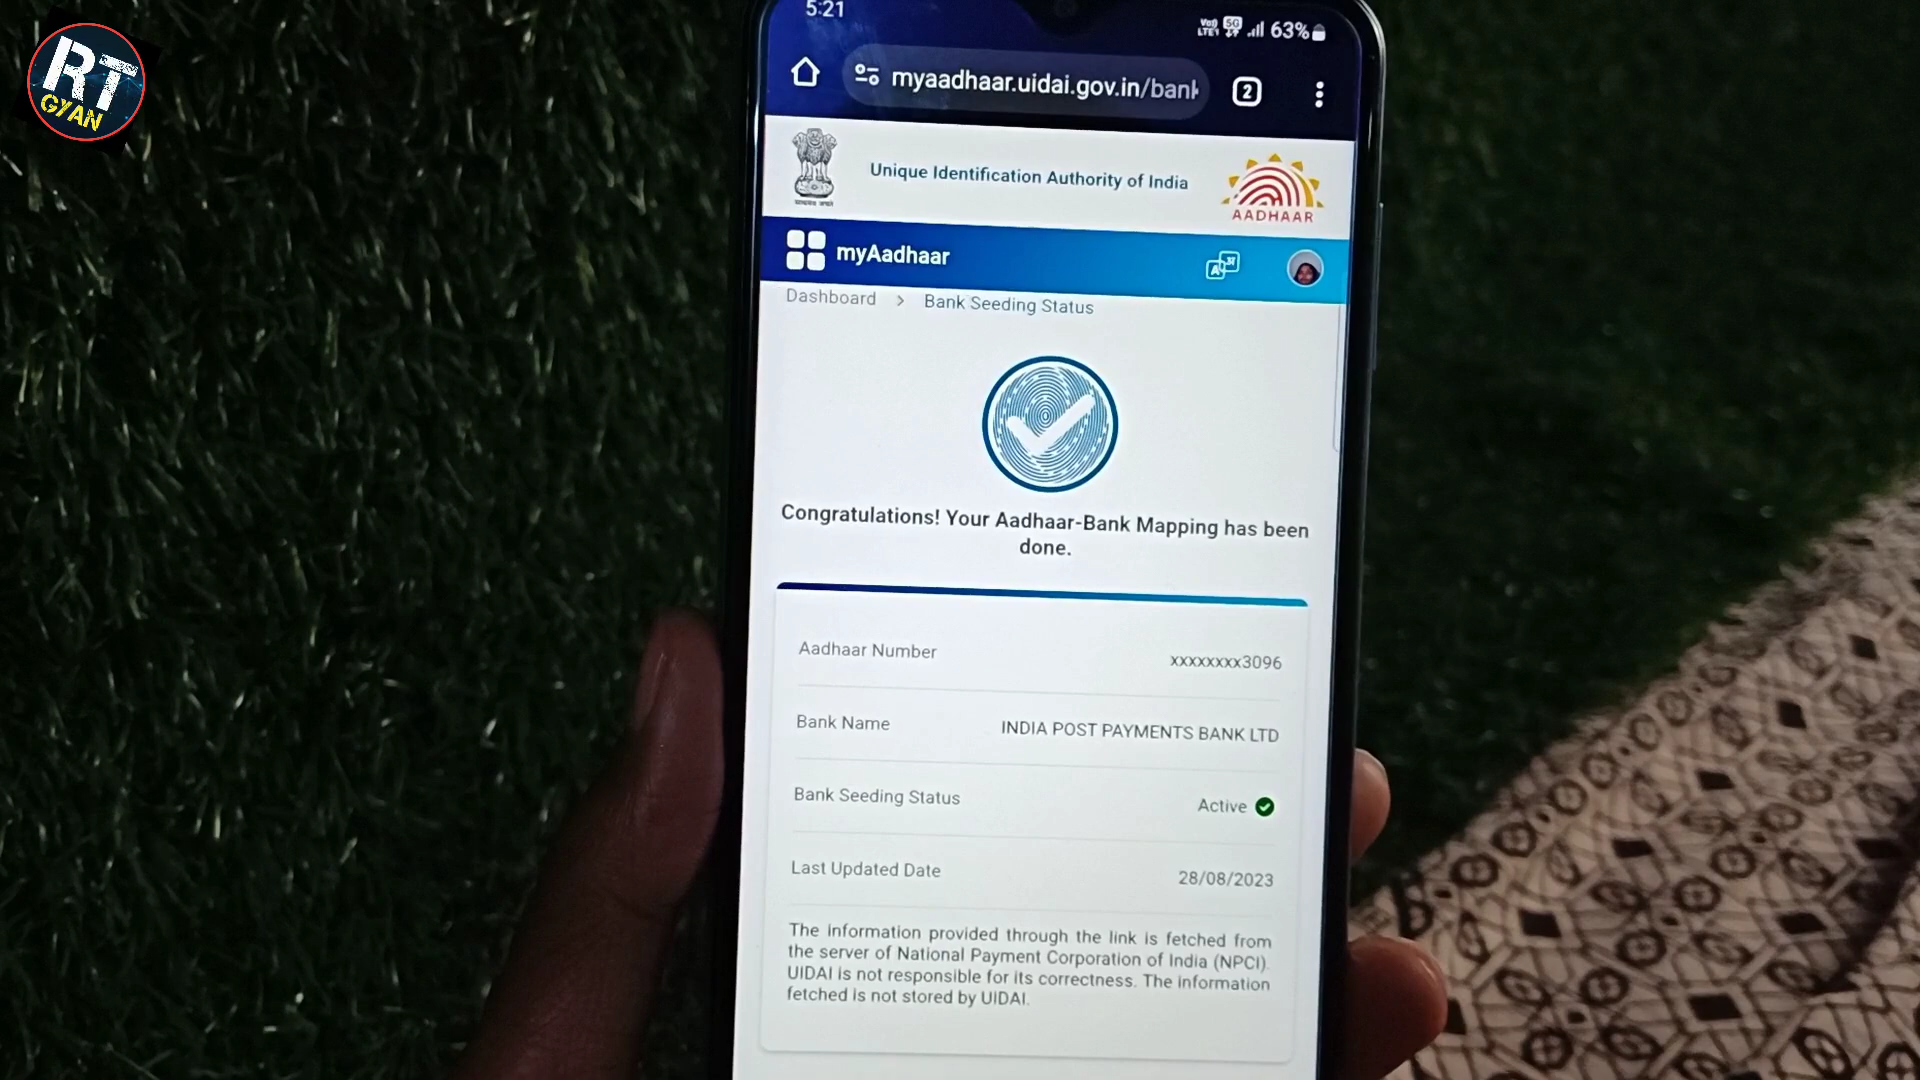 RT
GYAN
5:21
Vo)
LTE1
5G
63%
myaadhaar.uidai.gov.in/bank
2
Unique Identification Authority of India
AADHAAR
myAadhaar
A
Dashboard > Bank Seeding Status
Congratulations! Your Aadhaar-Bank Mapping has been
done.
Aadhaar Number xxxxxxxx3096
Bank Name INDIA POST PAYMENTS BANK LTD
Bank Seeding Status Active
Last Updated Date 28/08/2023
The information provided through the link is fetched from
the server of National Payment Corporation of India (NPCI).
UIDAI is not responsible for its correctness. The information
fetched is not stored by UIDAI.